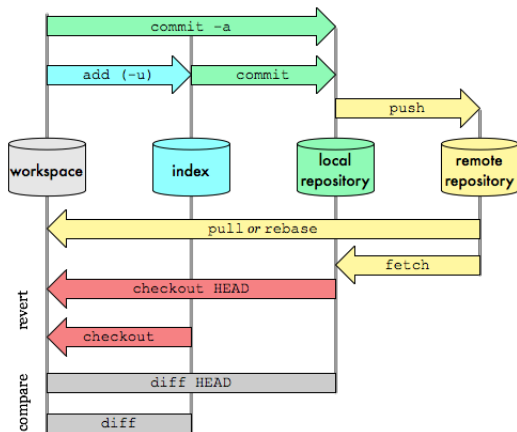 commit -a
add (-u)
commit
push
workspace
index
local
repository
remote
repository
pull or rebase
fetch
revert
checkout HEAD
checkout
compare
diff HEAD
diff